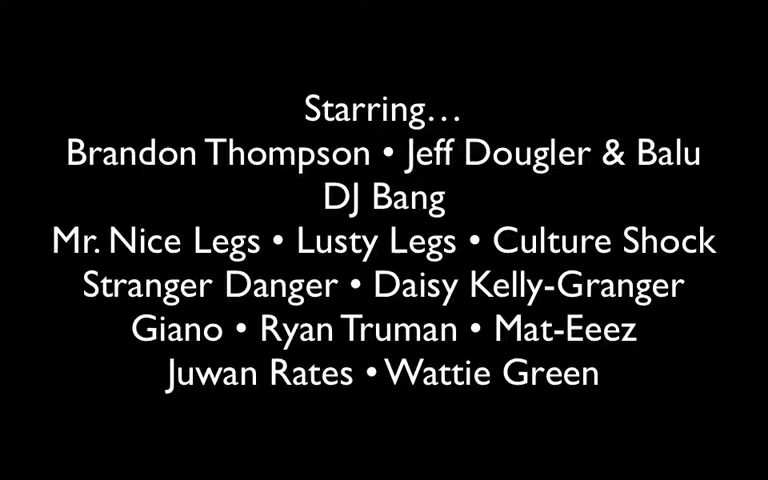 Starring…
Brandon Thompson • Jeff Dougler & Balu
DJ Bang
Mr. Nice Legs • Lusty Legs • Culture Shock
Stranger Danger • Daisy Kelly-Granger
Giano • Ryan Truman • Mat-Eeez
Juwan Rates • Wattie Green